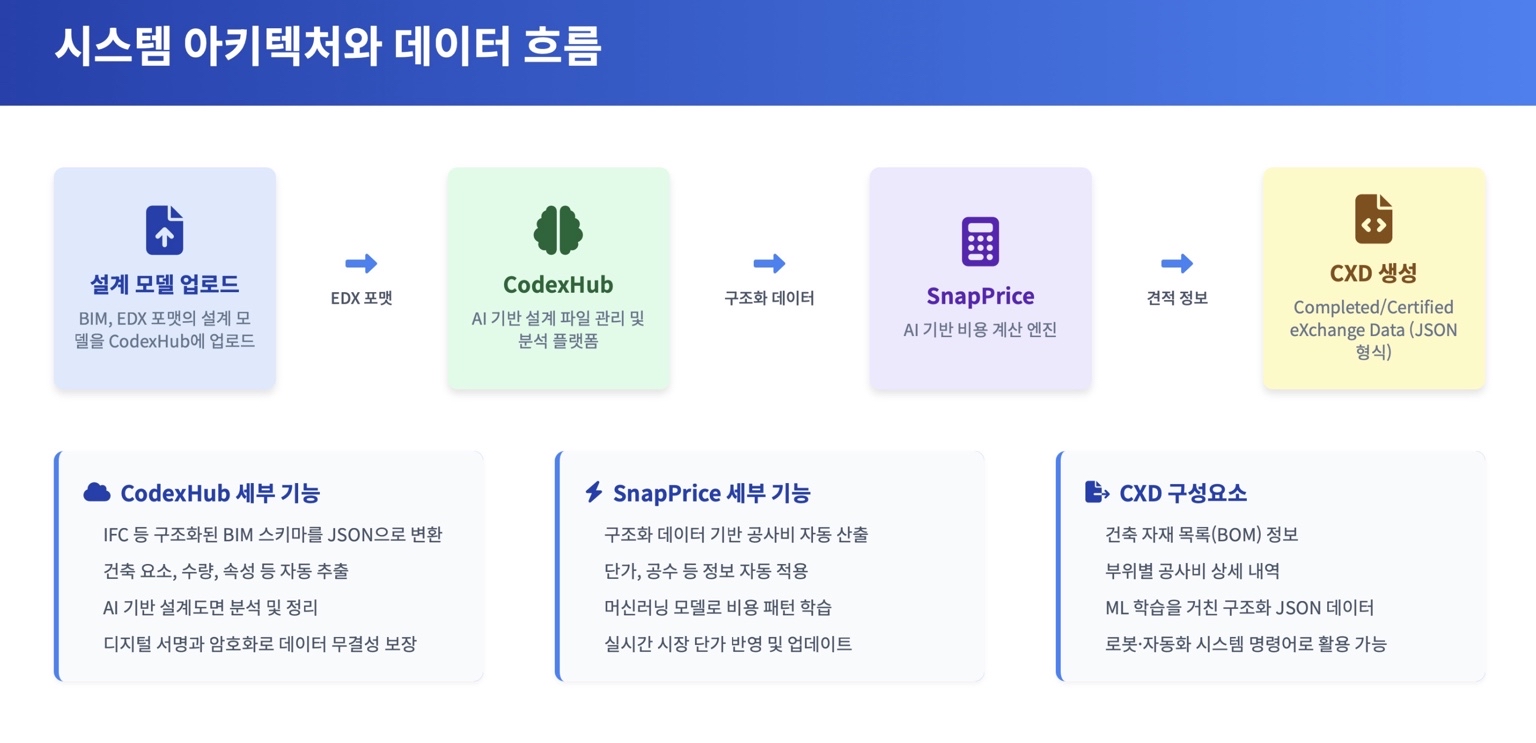 시스템 아키텍처와 데이터 흐름
설계 모델 업로드
BIM, EDX 포맷의 설계 모
델을 CodexHub에 업로드
EDX 포맷
CodexHub
AI 기반 설계 파일 관리 및
분석 플랫폼
구조화 데이터
SnapPrice
AI 기반 비용 계산 엔진
견적 정보
CXD 생성
Completed/Certified
eXchange Data (JSON
형식)
CodexHub 세부 기능
IFC 등 구조화된 BIM 스키마를 JSON으로 변환
건축 요소, 수량, 속성 등 자동 추출
AI 기반 설계도면 분석 및 정리
디지털 서명과 암호화로 데이터 무결성 보장
SnapPrice 세부 기능
구조화 데이터 기반 공사비 자동 산출
단가, 공수 등 정보 자동 적용
머신러닝 모델로 비용 패턴 학습
실시간 시장 단가 반영 및 업데이트
CXD 구성요소
건축 자재 목록(BOM) 정보
부위별 공사비 상세 내역
ML 학습을 거친 구조화 JSON 데이터
로봇·자동화 시스템 명령어로 활용 가능